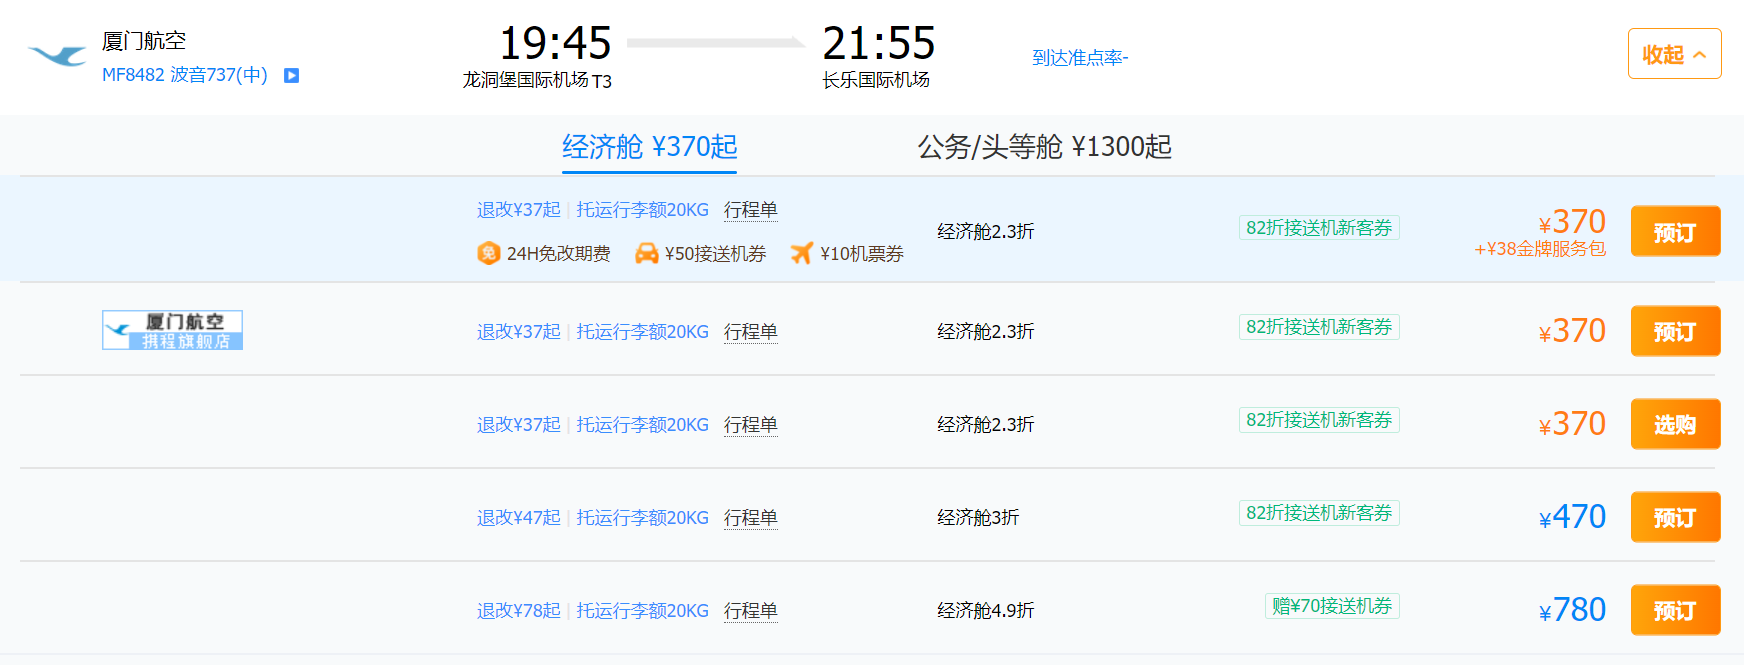 厦门航空
MF8482 波音737(中)
19:45
龙洞堡国际机场 T3
21:55
长乐国际机场
到达准点率-
收起
经济舱 ¥370起
公务/头等舱 ¥1300起
退改¥37起 | 托运行李额20KG 行程单
免 24H免改期费 ¥50接送机券 ¥10机票券
经济舱2.3折
82折接送机新客券
¥370
+¥38金牌服务包
预订
厦门航空
携程旗舰店
退改¥37起 | 托运行李额20KG 行程单
经济舱2.3折
82折接送机新客券
¥370
预订
退改¥37起 | 托运行李额20KG 行程单
经济舱2.3折
82折接送机新客券
¥370
选购
退改¥47起 | 托运行李额20KG 行程单
经济舱3折
82折接送机新客券
¥470
预订
退改¥78起 | 托运行李额20KG 行程单
经济舱4.9折
赠¥70接送机券
¥780
预订